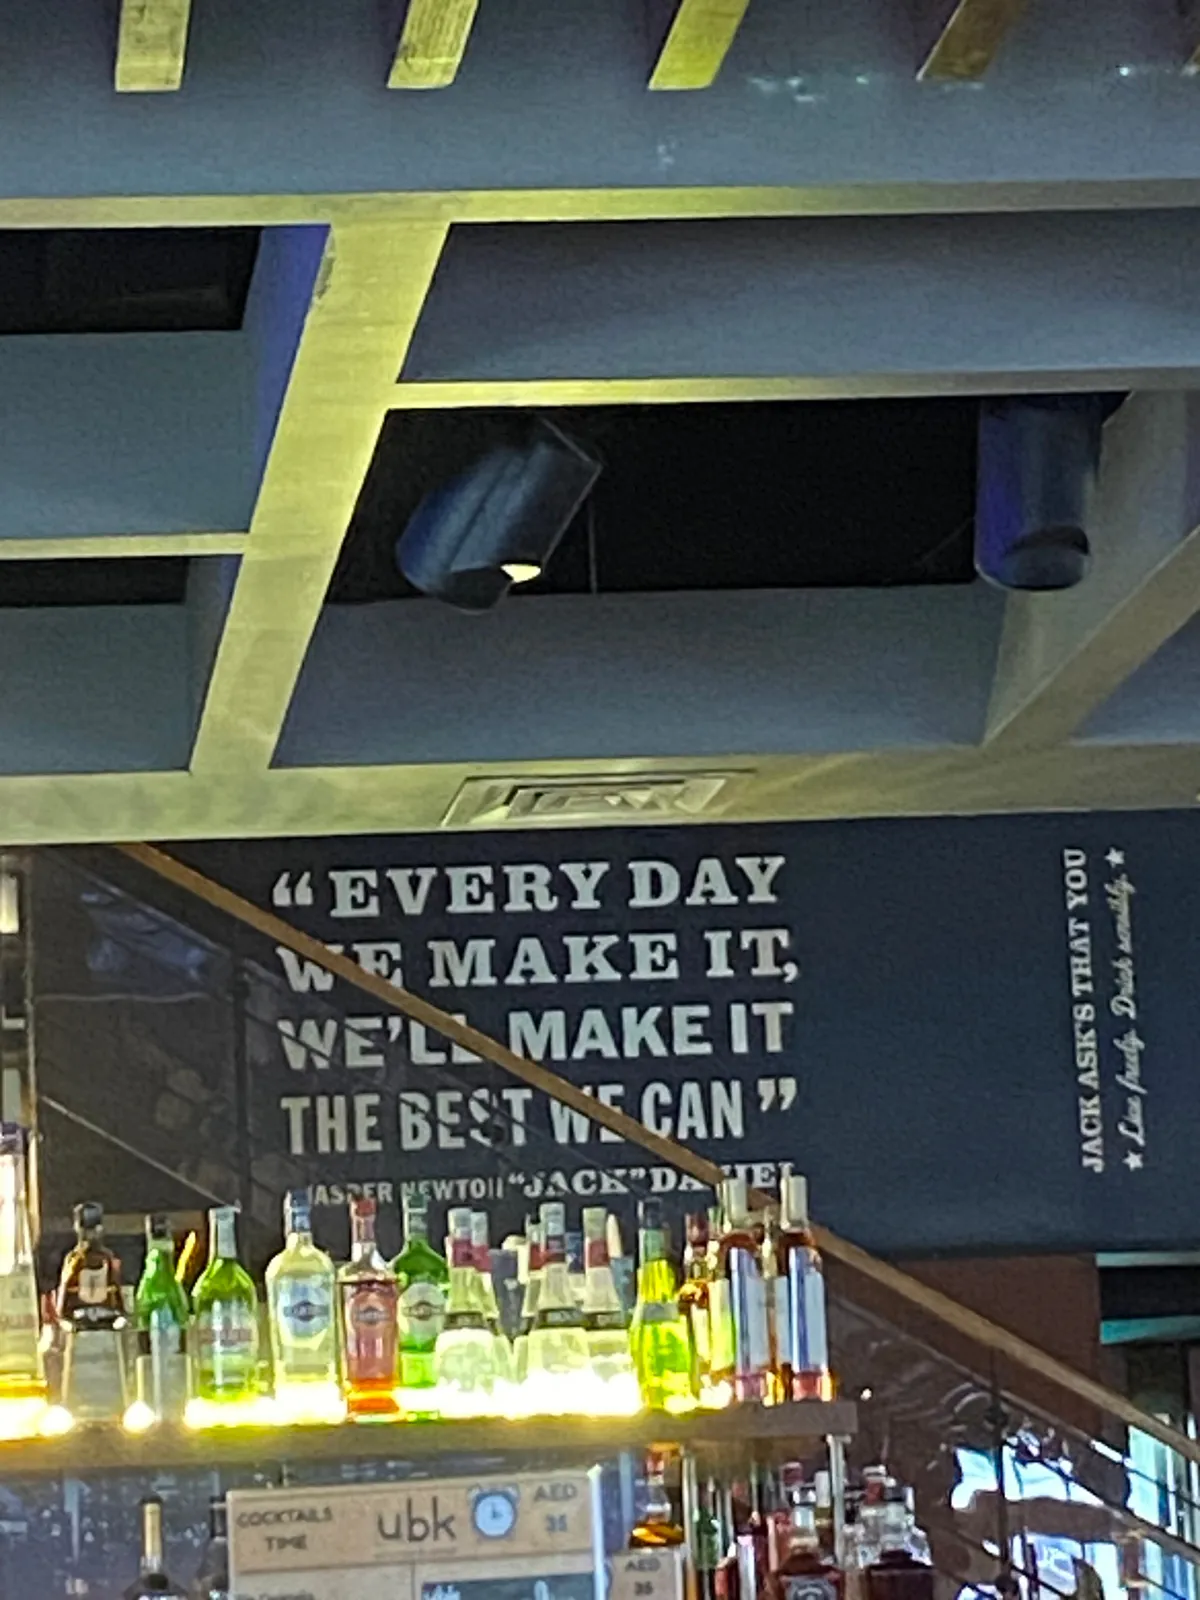 “EVERY DAY
WE MAKE IT,
WE'LL MAKE IT
THE BEST WE CAN”
JASPER NEWTON “JACK” DANIEL
JACK ASK'S THAT YOU
★ Live freely. Drink sensibly. ★
COCKTAILS
TIME
ubk
AED
35
AED
35